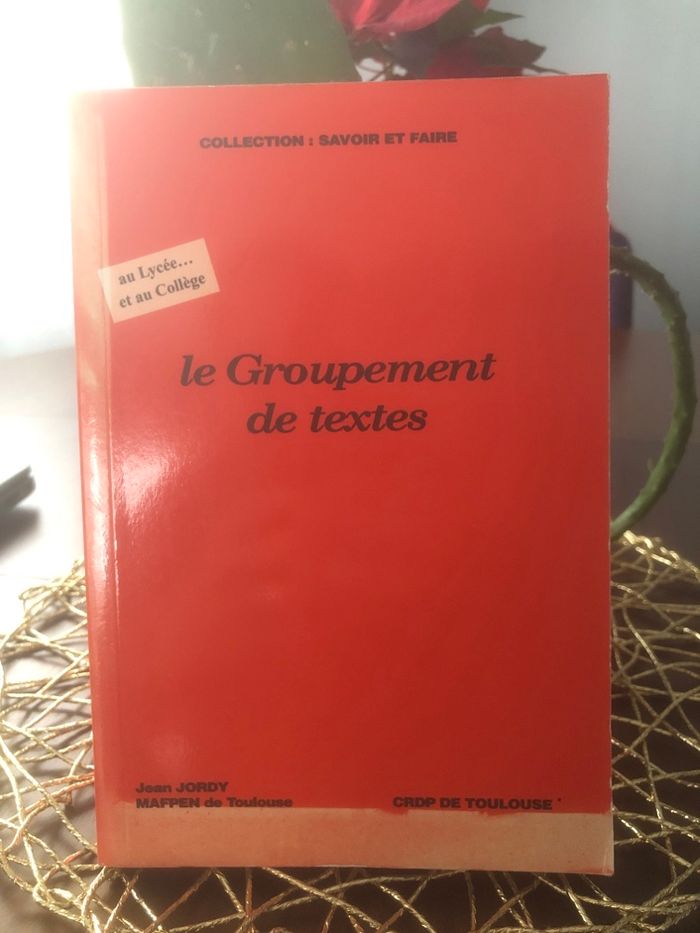 COLLECTION : SAVOIR ET FAIRE
au Lycée...
et au Collège
le Groupement
de textes
Jean JORDY
MAFPEN de Toulouse
CRDP DE TOULOUSE